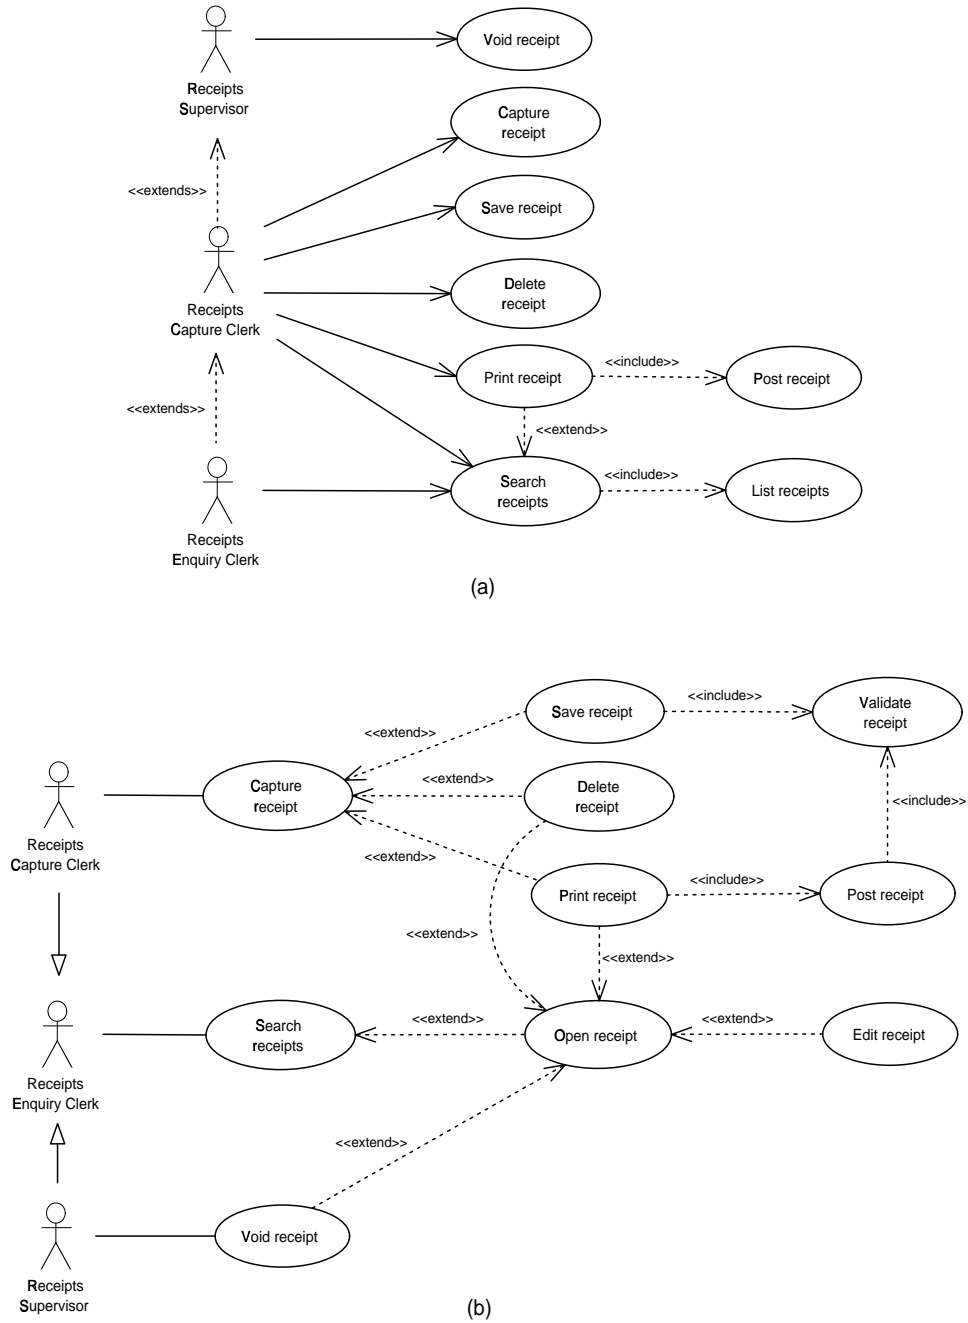 Void receipt
Receipts
Supervisor
Capture
receipt
<<extends>>
Save receipt
Delete
receipt
Receipts
Capture Clerk
<<include>>
Print receipt
Post receipt
<<extends>>
<<extend>>
Search
receipts
<<include>>
List receipts
Receipts
Enquiry Clerk
(a)
Save receipt
<<include>>
Validate
receipt
<<extend>>
Capture
receipt
<<extend>>
Delete
receipt
<<include>>
Receipts
Capture Clerk
<<extend>>
Print receipt
<<include>>
Post receipt
<<extend>>
<<extend>>
Search
receipts
<<extend>>
Open receipt
<<extend>>
Edit receipt
Receipts
Enquiry Clerk
<<extend>>
Void receipt
Receipts
Supervisor
(b)